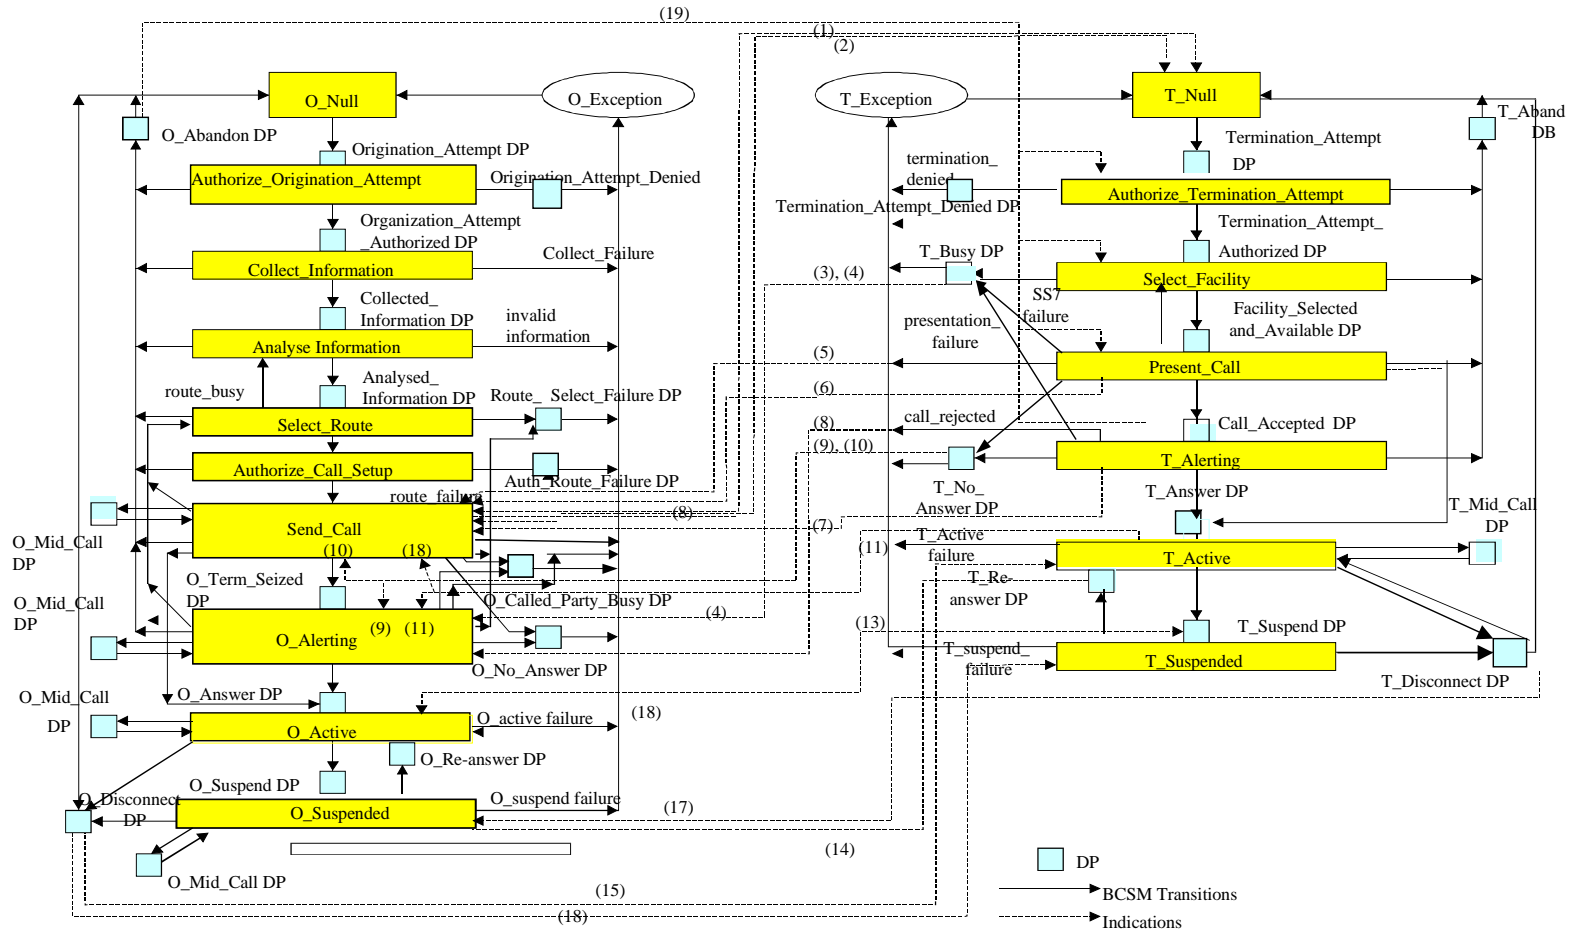 (19)
(1)
(2)
O_Null
O_Exception
T_Exception
T_Null
O_Abandon DP
T_Aband
DB
Origination_Attempt DP
Termination_Attempt
DP
Authorize_Origination_Attempt
Origination_Attempt_Denied
termination_
denied
Authorize_Termination_Attempt
Termination_Attempt_Denied DP
Organization_Attempt
_Authorized DP
Termination_Attempt_
Authorized DP
Collect_Failure
T_Busy DP
Collect_Information
(3), (4)
Select_Facility
SS7
failure
Collected_
Information DP
invalid
information
presentation_
failure
Facility_Selected
and_Available DP
Analyse Information
(5)
Present_Call
route_busy
Analysed_
Information DP
Route_ Select_Failure DP
(6)
Select_Route
(8)
call_rejected
Call_Accepted DP
(9), (10)
Authorize_Call_Setup
Auth_Route_Failure DP
T_Alerting
route_failure
T_No_
Answer DP
T_Answer DP
T_Mid_Call
DP
Send_Call
(8)
(7)
O_Mid_Call
DP
(10)
(18)
(11)
T_Active
failure
T_Active
O_Term_Seized
DP
O_Called_Party_Busy DP
T_Re-
answer DP
O_Mid_Call
DP
(9)
(11)
(4)
(13)
T_Suspend DP
O_Alerting
O_No_Answer DP
T_suspend_
failure
T_Suspended
T_Disconnect DP
O_Mid_Call
DP
O_Answer DP
O_Active
O_active failure
(18)
O_Re-answer DP
O_Suspend DP
O_Disconnect
DP
O_Suspended
O_suspend failure
(17)
(14)
O_Mid_Call DP
(15)
(18)
DP
BCSM Transitions
Indications